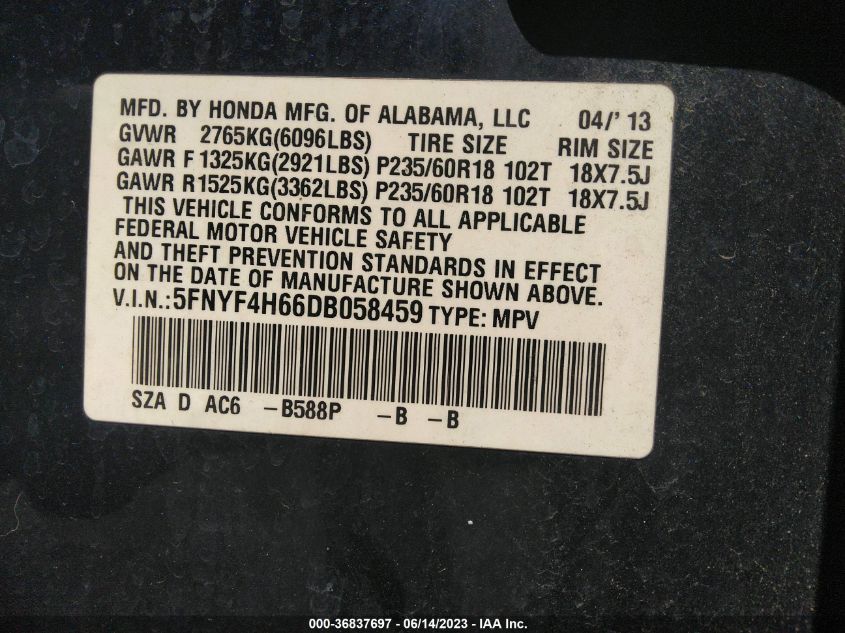 MFD. BY HONDA MFG. OF ALABAMA, LLC 04/' 13
GVWR 2765KG(6096LBS) TIRE SIZE RIM SIZE
GAWR F 1325KG(2921LBS) P235/60R18 102T 18X7.5J
GAWR R1525KG(3362LBS) P235/60R18 102T 18X7.5J
THIS VEHICLE CONFORMS TO ALL APPLICABLE
FEDERAL MOTOR VEHICLE SAFETY
AND THEFT PREVENTION STANDARDS IN EFFECT
ON THE DATE OF MANUFACTURE SHOWN ABOVE.
V.I.N.:5FNYF4H66DB058459 TYPE: MPV
SZA D AC6 –B588P –B –B
000-36837697 - 06/14/2023 - IAA Inc.